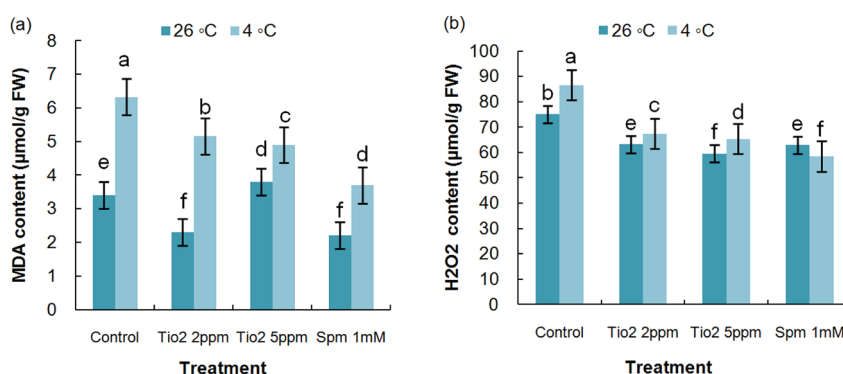 (a)
26 °C 4 °C
MDA content (µmol/g FW)
8
7
6
5
4
3
2
1
0
e a f b d c f d
Control Tio2 2ppm Tio2 5ppm Spm 1mM
Treatment
(b)
26 °C 4 °C
H2O2 content (µmol/g FW)
100
90
80
70
60
50
40
30
20
10
0
b a e c f d e f
Control Tio2 2ppm Tio2 5ppm Spm 1mM
Treatment